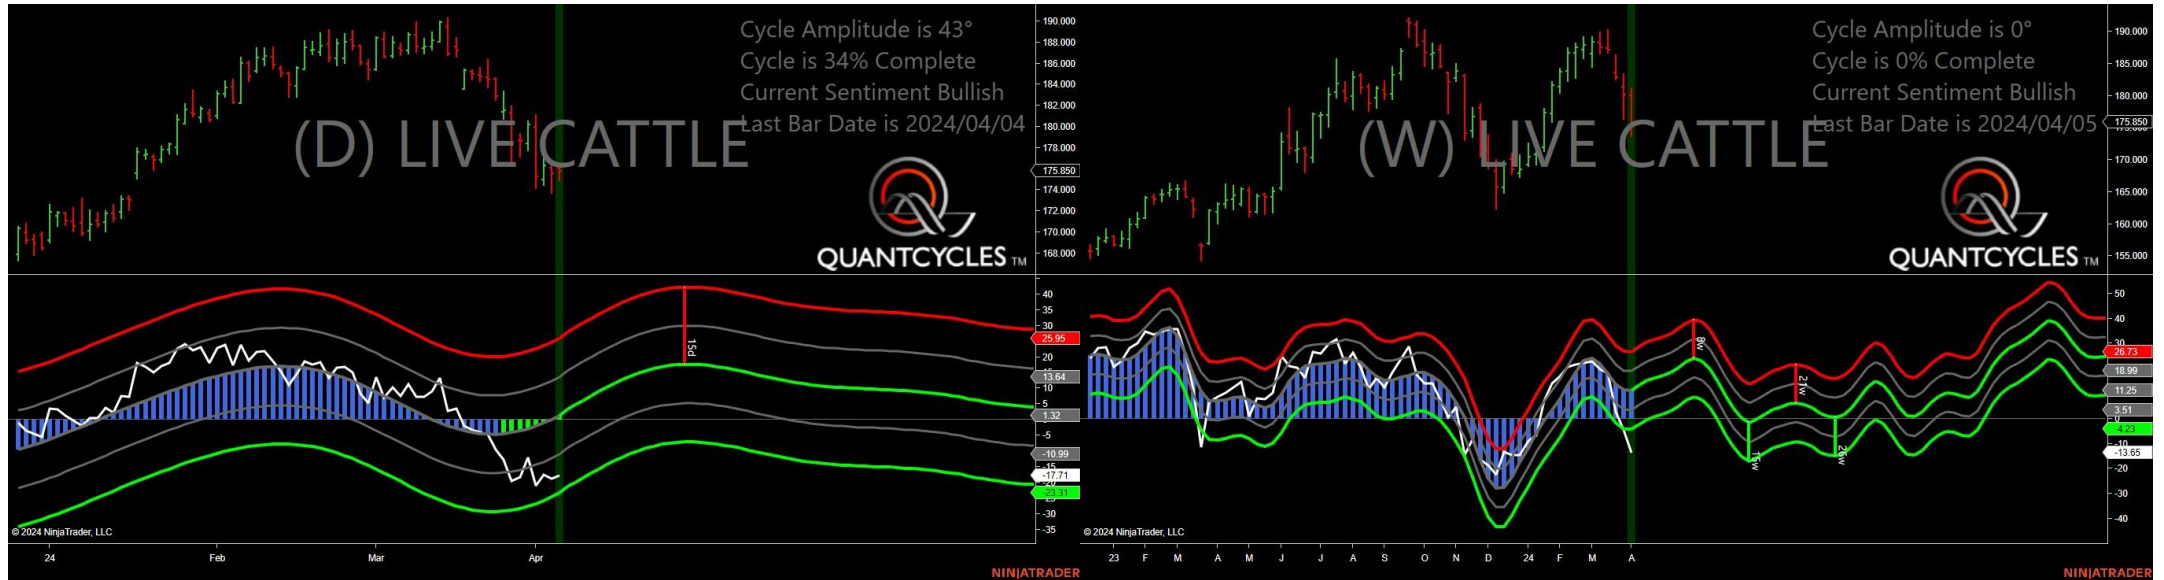 Cycle Amplitude is 43°
Cycle is 34% Complete
Current Sentiment Bullish
Last Bar Date is 2024/04/04
(D) LIVE CATTLE
QUANTCYCLES TM
190.000
188.000
186.000
184.000
182.000
180.000
178.000
175.850
174.000
172.000
170.000
168.000
15d
40
35
30
25.95
20
13.64
10
5
1.32
-5
-10.99
-15
-17.71
-23.31
-30
-35
© 2024 NinjaTrader, LLC
24 Feb Mar Apr
NINJATRADER
Cycle Amplitude is 0°
Cycle is 0% Complete
Current Sentiment Bullish
Last Bar Date is 2024/04/05
(W) LIVE CATTLE
QUANTCYCLES TM
190.000
185.000
180.000
175.850
170.000
165.000
160.000
155.000
8w
21w
15w
26w
50
40
30
26.73
18.99
11.25
3.51
0
-4.23
-10
-13.65
-20
-30
-40
© 2024 NinjaTrader, LLC
23 F M A M J J A S O N D 24 F M A
NINJATRADER